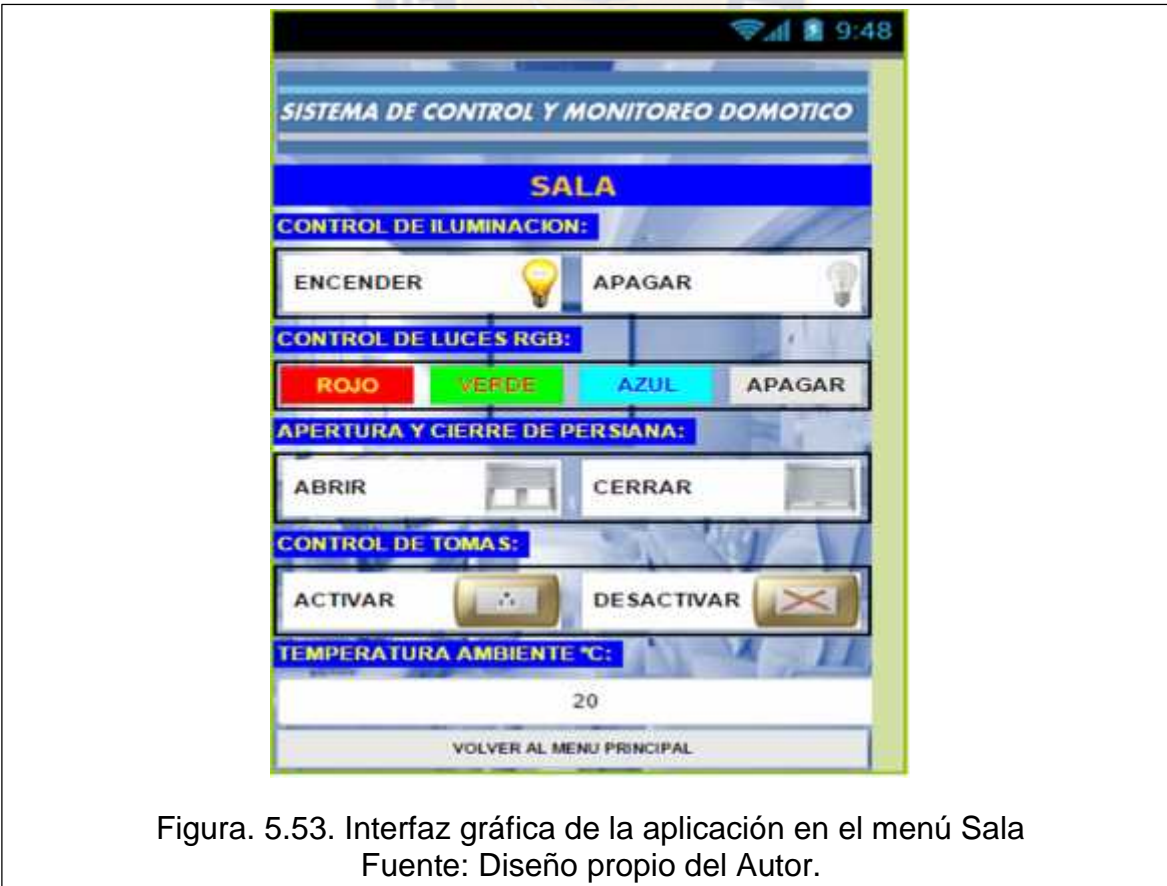 9:48
SISTEMA DE CONTROL Y MONITOREO DOMOTICO
SALA
CONTROL DE ILUMINACION:
ENCENDER APAGAR
CONTROL DE LUCES RGB:
ROJO VERDE AZUL APAGAR
APERTURA Y CIERRE DE PERSIANA:
ABRIR CERRAR
CONTROL DE TOMAS:
ACTIVAR DESACTIVAR
TEMPERATURA AMBIENTE ºC:
20
VOLVER AL MENU PRINCIPAL
Figura. 5.53. Interfaz gráfica de la aplicación en el menú Sala
Fuente: Diseño propio del Autor.